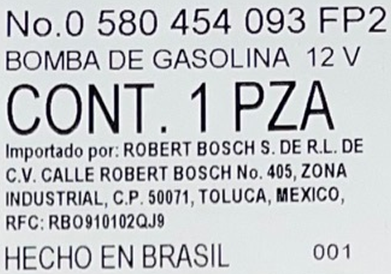 No.0 580 454 093 FP2
BOMBA DE GASOLINA 12 V
CONT. 1 PZA
Importado por: ROBERT BOSCH S. DE R.L. DE
C.V. CALLE ROBERT BOSCH No. 405, ZONA
INDUSTRIAL, C.P. 50071, TOLUCA, MEXICO,
RFC: RBO910102QJ9
HECHO EN BRASIL 001